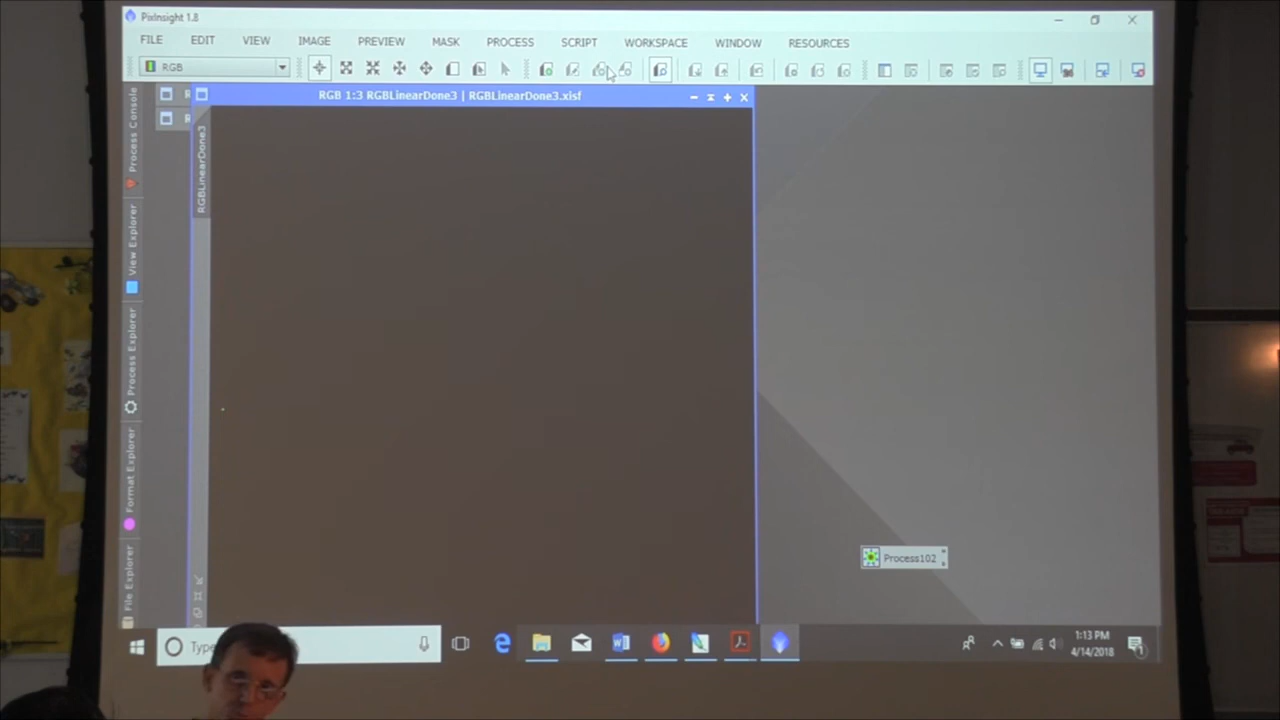 PixInsight 1.8
FILE EDIT VIEW IMAGE PREVIEW MASK PROCESS SCRIPT WORKSPACE WINDOW RESOURCES
RGB
RGB 1:3 RGBLinearDone3 | RGBLinearDone3.xisf
Process Console
RGBLinearDone3
View Explorer
Process Explorer
Format Explorer
File Explorer
Process102
Type
1:13 PM
4/14/2018